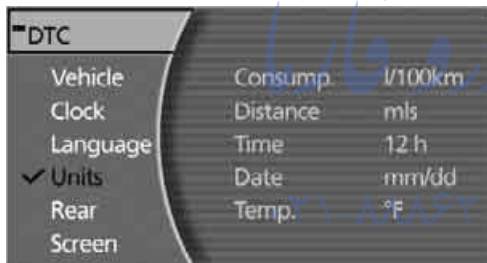 DTC
Vehicle
Consump. l/100km
Clock
Distance mls
Language
Time 12 h
✓ Units
Date mm/dd
Rear
Temp. °F
Screen